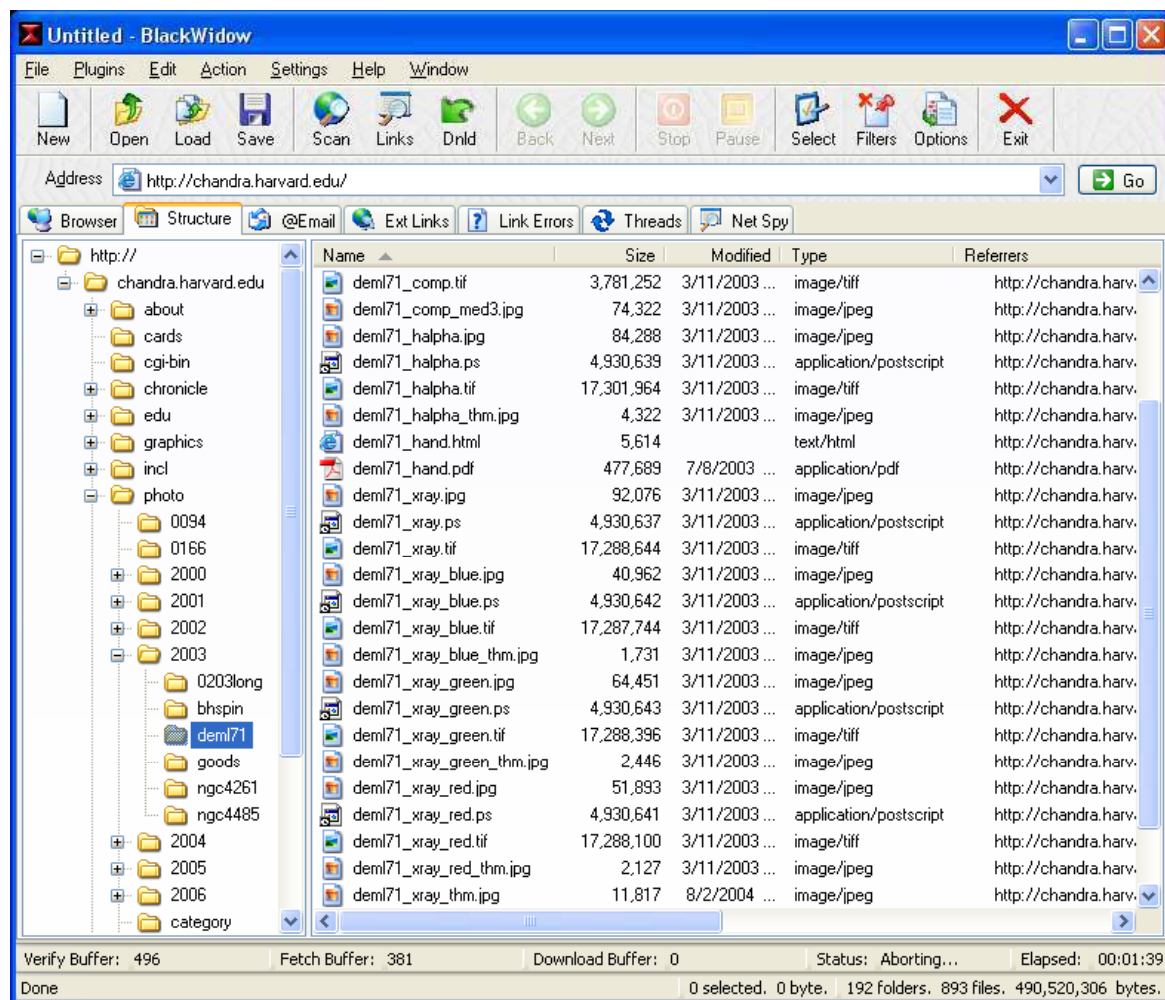 Untitled - BlackWidow
File Plugins Edit Action Settings Help Window
New Open Load Save Scan Links Dnld Back Next Stop Pause Select Filters Options Exit
Address http://chandra.harvard.edu/ Go
Browser Structure @Email Ext Links Link Errors Threads Net Spy
http://
chandra.harvard.edu
about
cards
cgi-bin
chronicle
edu
graphics
incl
photo
0094
0166
2000
2001
2002
2003
0203long
bhspin
deml71
goods
ngc4261
ngc4485
2004
2005
2006
category
Name Size Modified Type Referrers
deml71_comp.tif 3,781,252 3/11/2003 ... image/tiff http://chandra.harv.
deml71_comp_med3.jpg 74,322 3/11/2003 ... image/jpeg http://chandra.harv.
deml71_halpha.jpg 84,288 3/11/2003 ... image/jpeg http://chandra.harv.
deml71_halpha.ps 4,930,639 3/11/2003 ... application/postscript http://chandra.harv.
deml71_halpha.tif 17,301,964 3/11/2003 ... image/tiff http://chandra.harv.
deml71_halpha_thm.jpg 4,322 3/11/2003 ... image/jpeg http://chandra.harv.
deml71_hand.html 5,614 text/html http://chandra.harv.
deml71_hand.pdf 477,689 7/8/2003 ... application/pdf http://chandra.harv.
deml71_xray.jpg 92,076 3/11/2003 ... image/jpeg http://chandra.harv.
deml71_xray.ps 4,930,637 3/11/2003 ... application/postscript http://chandra.harv.
deml71_xray.tif 17,288,644 3/11/2003 ... image/tiff http://chandra.harv.
deml71_xray_blue.jpg 40,962 3/11/2003 ... image/jpeg http://chandra.harv.
deml71_xray_blue.ps 4,930,642 3/11/2003 ... application/postscript http://chandra.harv.
deml71_xray_blue.tif 17,287,744 3/11/2003 ... image/tiff http://chandra.harv.
deml71_xray_blue_thm.jpg 1,731 3/11/2003 ... image/jpeg http://chandra.harv.
deml71_xray_green.jpg 64,451 3/11/2003 ... image/jpeg http://chandra.harv.
deml71_xray_green.ps 4,930,643 3/11/2003 ... application/postscript http://chandra.harv.
deml71_xray_green.tif 17,288,396 3/11/2003 ... image/tiff http://chandra.harv.
deml71_xray_green_thm.jpg 2,446 3/11/2003 ... image/jpeg http://chandra.harv.
deml71_xray_red.jpg 51,893 3/11/2003 ... image/jpeg http://chandra.harv.
deml71_xray_red.ps 4,930,641 3/11/2003 ... application/postscript http://chandra.harv.
deml71_xray_red.tif 17,288,100 3/11/2003 ... image/tiff http://chandra.harv.
deml71_xray_red_thm.jpg 2,127 3/11/2003 ... image/jpeg http://chandra.harv.
deml71_xray_thm.jpg 11,817 8/2/2004 ... image/jpeg http://chandra.harv.
Verify Buffer: 496 Fetch Buffer: 381 Download Buffer: 0 Status: Aborting... Elapsed: 00:01:39
Done 0 selected. 0 byte. 192 folders. 893 files. 490,520,306 bytes.